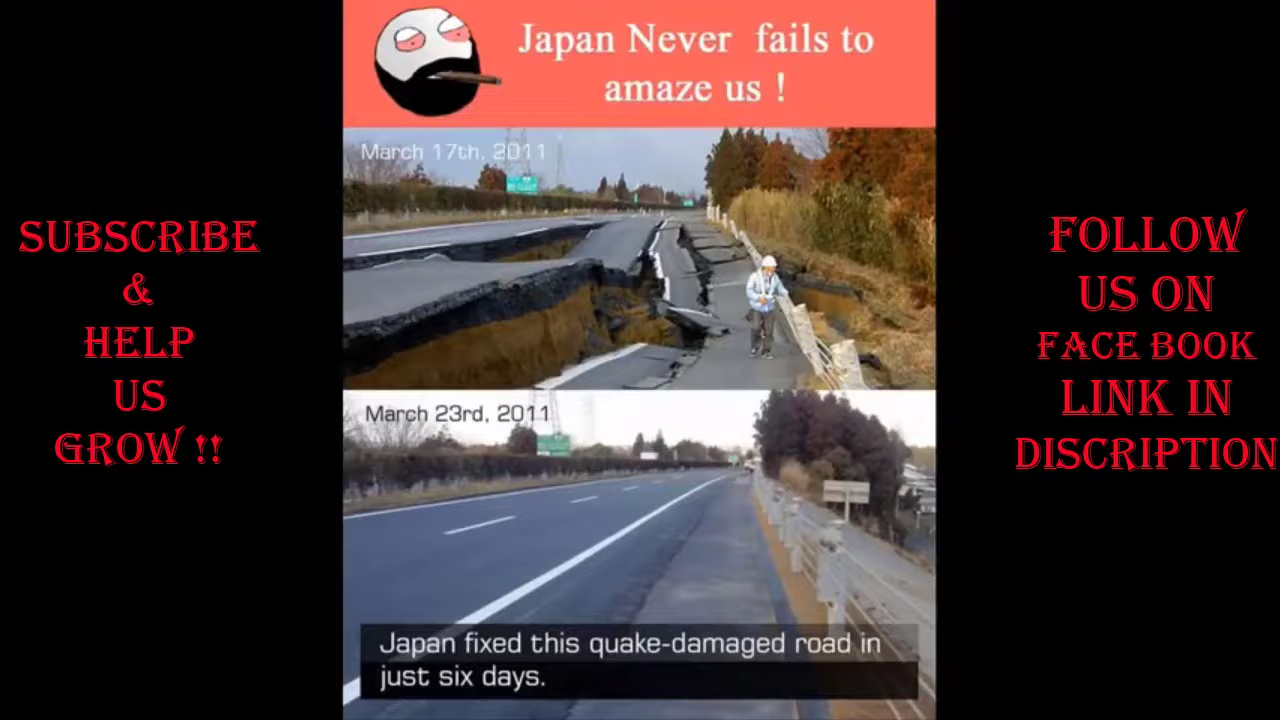 Japan Never fails to
amaze us !
March 17th, 2011
SUBSCRIBE
&
HELP
US
GROW !!
FOLLOW
US ON
FACE BOOK
LINK IN
DISCRIPTION
March 23rd, 2011
Japan fixed this quake-damaged road in
just six days.